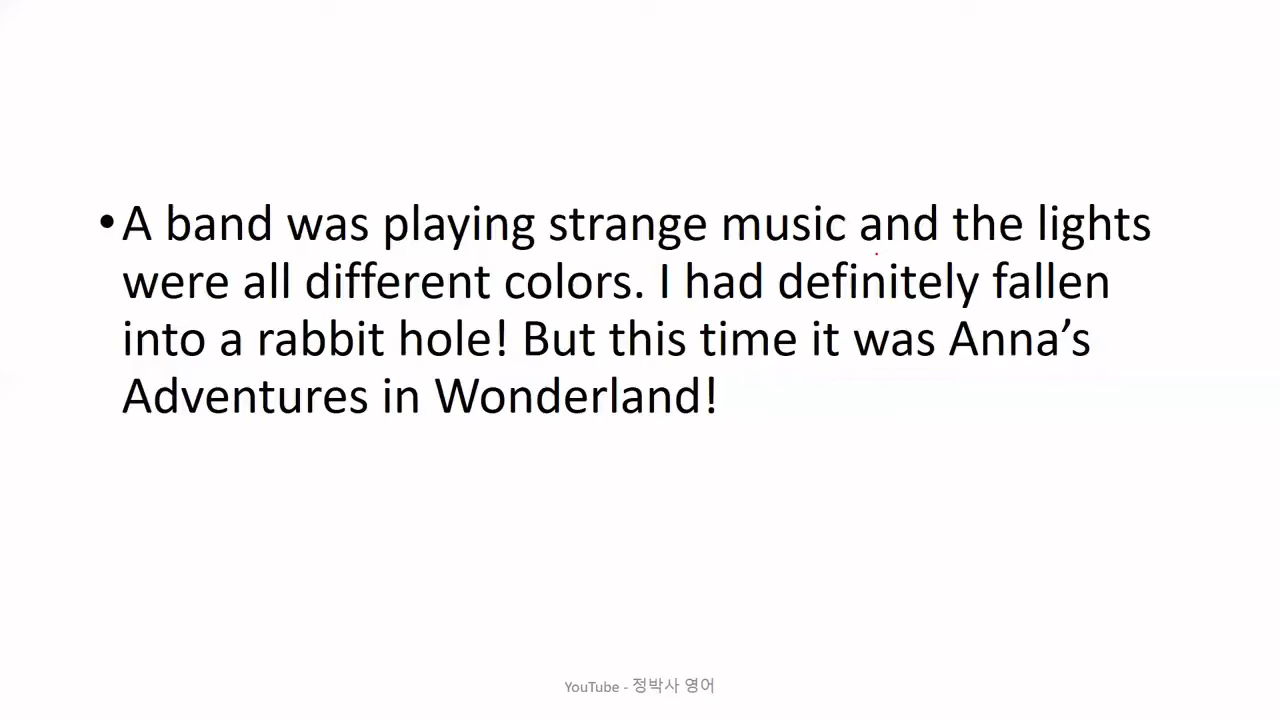 •A band was playing strange music and the lights
were all different colors. I had definitely fallen
into a rabbit hole! But this time it was Anna’s
Adventures in Wonderland!
YouTube - 정박사 영어